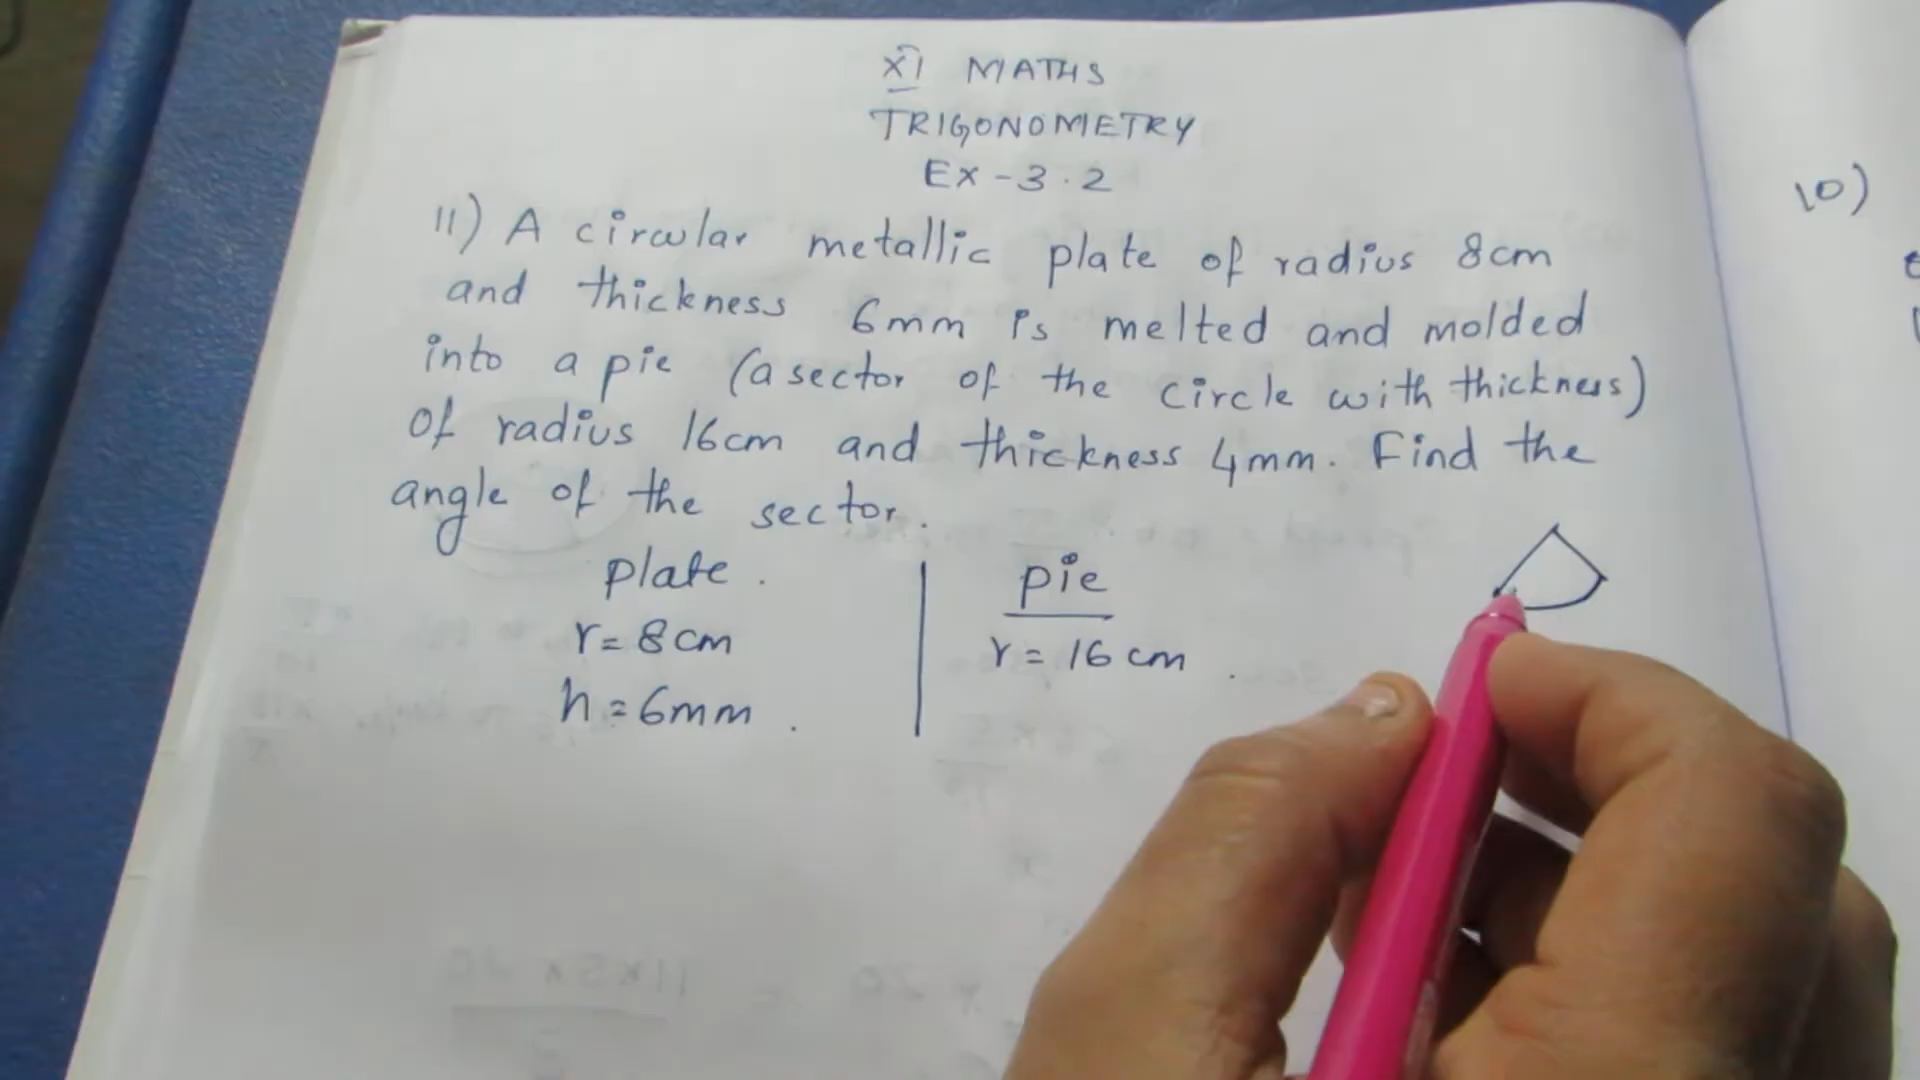 XI MATHS
TRIGONOMETRY
EX - 3.2
11) A circular metallic plate of radius 8cm
and thickness 6mm is melted and molded
into a pie (a sector of the circle with thickness)
of radius 16cm and thickness 4mm. Find the
angle of the sector.
plate.
r = 8cm
h = 6mm.
pie
r = 16 cm.
10)